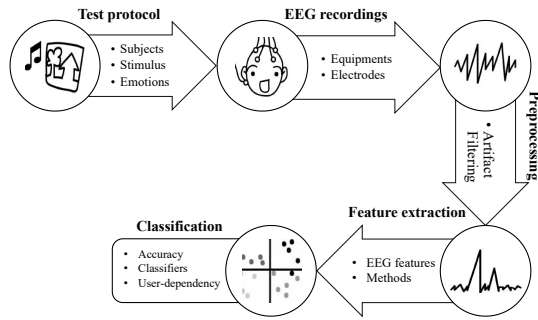 Test protocol
• Subjects
• Stimulus
• Emotions
EEG recordings
• Equipments
• Electrodes
Preprocessing
• Artifact
Filtering
Feature extraction
• EEG features
• Methods
Classification
• Accuracy
• Classifiers
• User-dependency